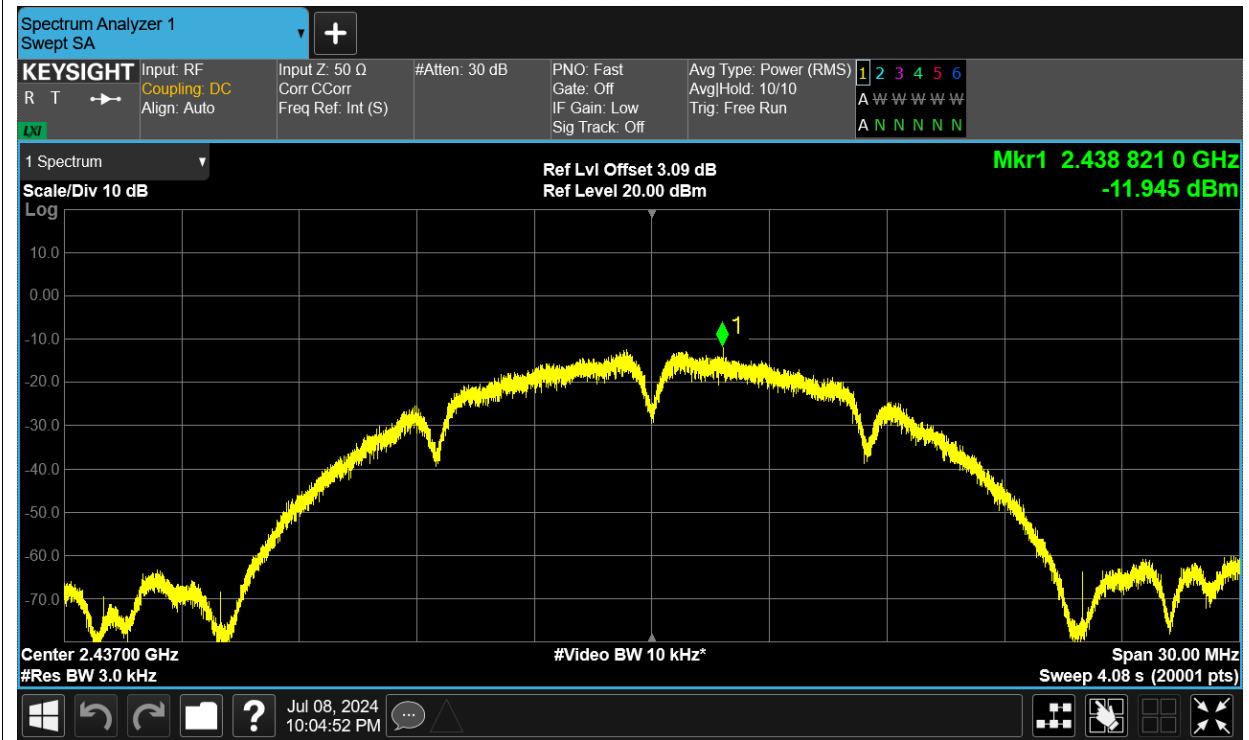 Spectrum Analyzer 1
Swept SA
KEYSIGHT
R T
LXI
Input: RF
Coupling: DC
Align: Auto
Input Z: 50 Ω
Corr CCorr
Freq Ref: Int (S)
#Atten: 30 dB
PNO: Fast
Gate: Off
IF Gain: Low
Sig Track: Off
Avg Type: Power (RMS)
Avg|Hold: 10/10
Trig: Free Run
1 2 3 4 5 6
A W W W W W
A N N N N N
1 Spectrum
Scale/Div 10 dB
Log
Ref Lvl Offset 3.09 dB
Ref Level 20.00 dBm
Mkr1 2.438 821 0 GHz
-11.945 dBm
10.0
0.00
-10.0
-20.0
-30.0
-40.0
-50.0
-60.0
-70.0
1
Center 2.43700 GHz
#Res BW 3.0 kHz
#Video BW 10 kHz*
Span 30.00 MHz
Sweep 4.08 s (20001 pts)
?
Jul 08, 2024
10:04:52 PM